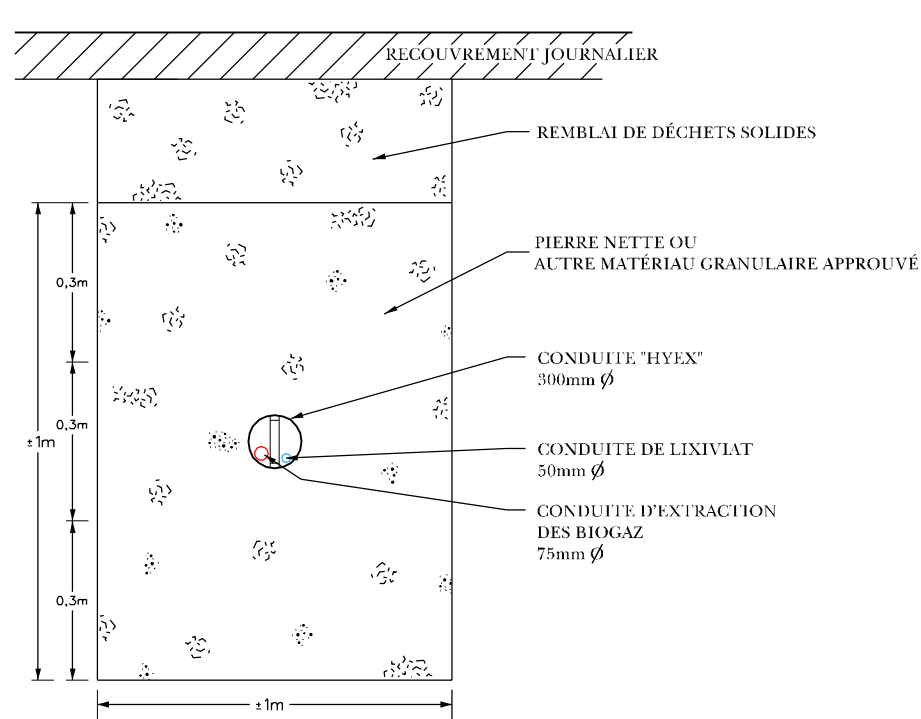 RECOUVREMENT JOURNALIER
REMBLAI DE DÉCHETS SOLIDES
PIERRE NETTE OU
AUTRE MATÉRIAU GRANULAIRE APPROUVÉ
0,3m
CONDUITE "HYEX"
300mm Ø
0,3m
±1m
CONDUITE DE LIXIVIAT
50mm Ø
CONDUITE D'EXTRACTION
DES BIOGAZ
75mm Ø
0,3m
±1m